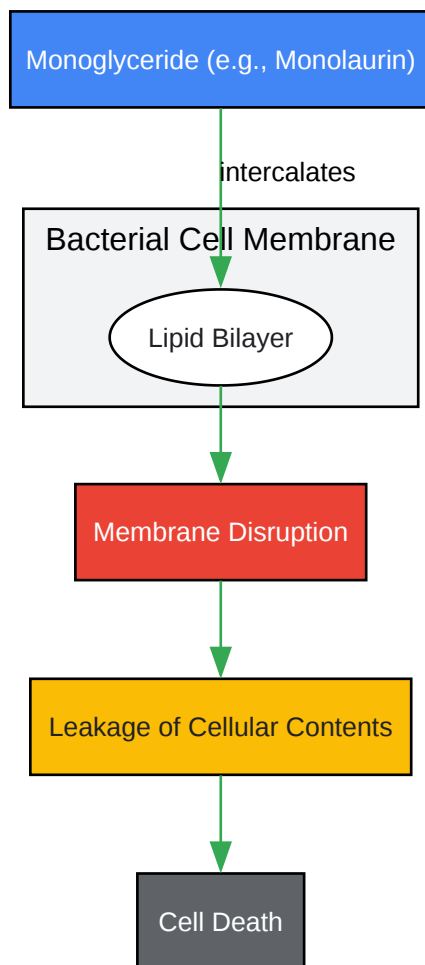 Monoglyceride (e.g., Monolaurin)
intercalates
Bacterial Cell Membrane
Lipid Bilayer
Membrane Disruption
Leakage of Cellular Contents
Cell Death